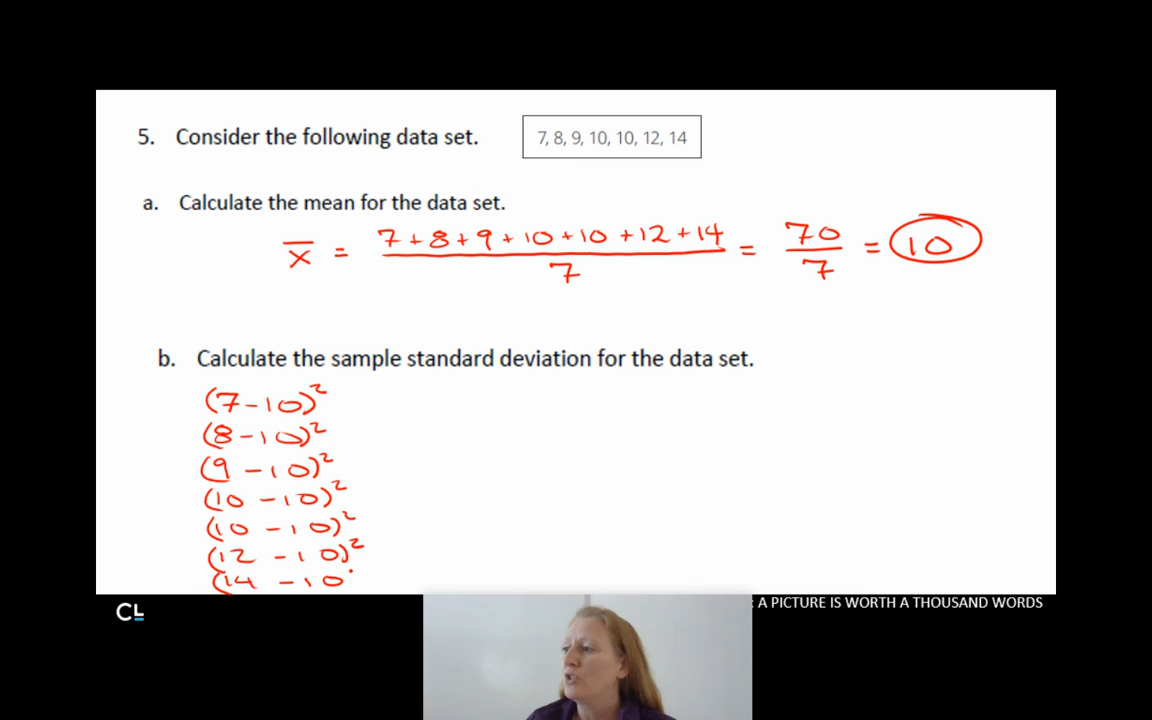 5. Consider the following data set. 7, 8, 9, 10, 10, 12, 14
a. Calculate the mean for the data set.
x̄ = (7+8+9+10+10+12+14)/7 = 70/7 = 10
b. Calculate the sample standard deviation for the data set.
(7-10)²
(8-10)²
(9-10)²
(10-10)²
(10-10)²
(12-10)²
(14-10
: A PICTURE IS WORTH A THOUSAND WORDS
CL